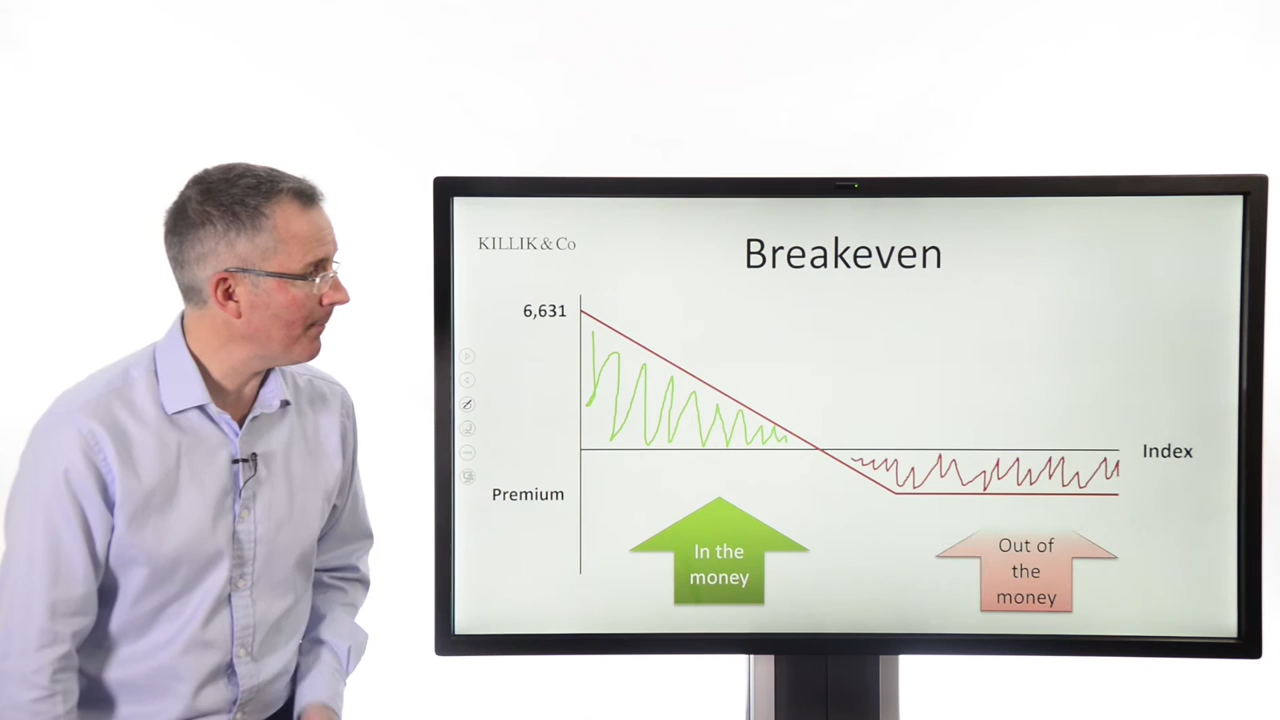 KILLIK & Co
Breakeven
6,631
Index
Premium
In the
money
Out of
the
money